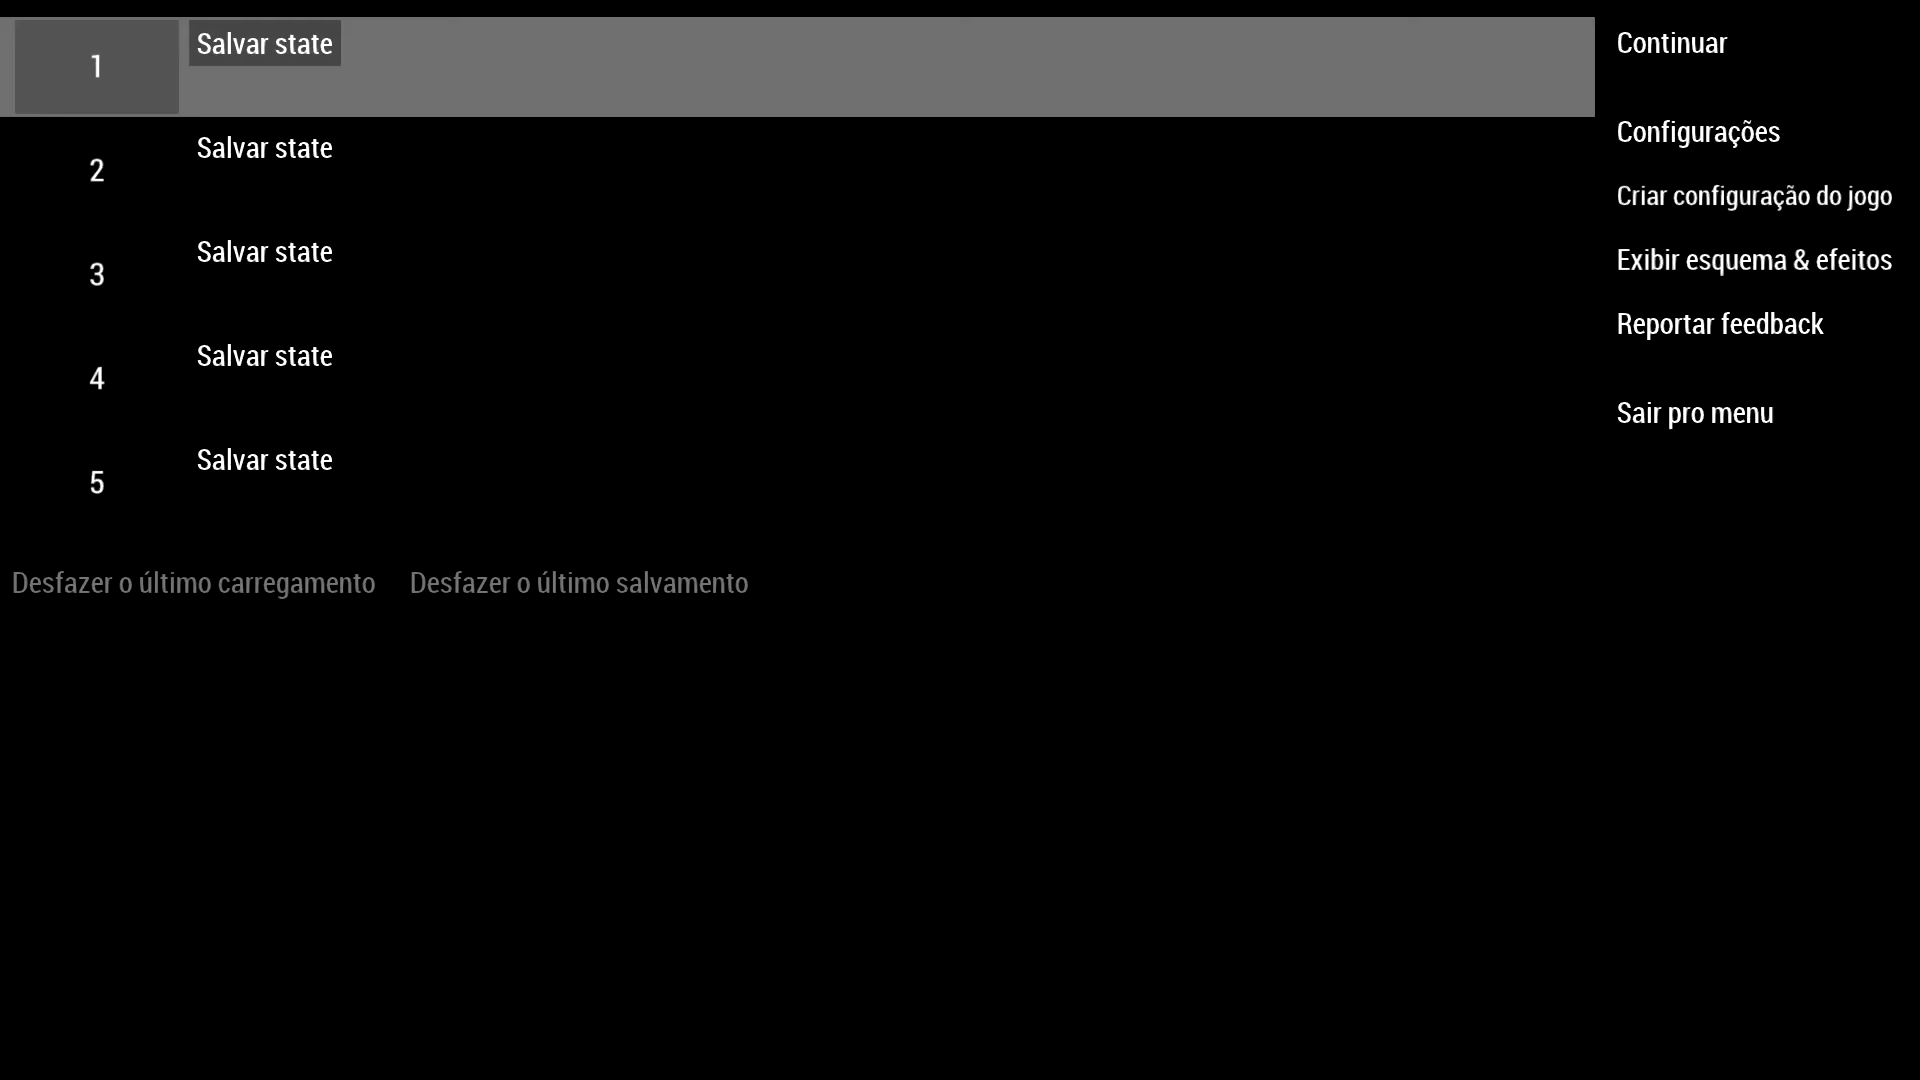 1
Salvar state
2
Salvar state
3
Salvar state
4
Salvar state
5
Salvar state
Desfazer o último carregamento
Desfazer o último salvamento
Continuar
Configurações
Criar configuração do jogo
Exibir esquema & efeitos
Reportar feedback
Sair pro menu